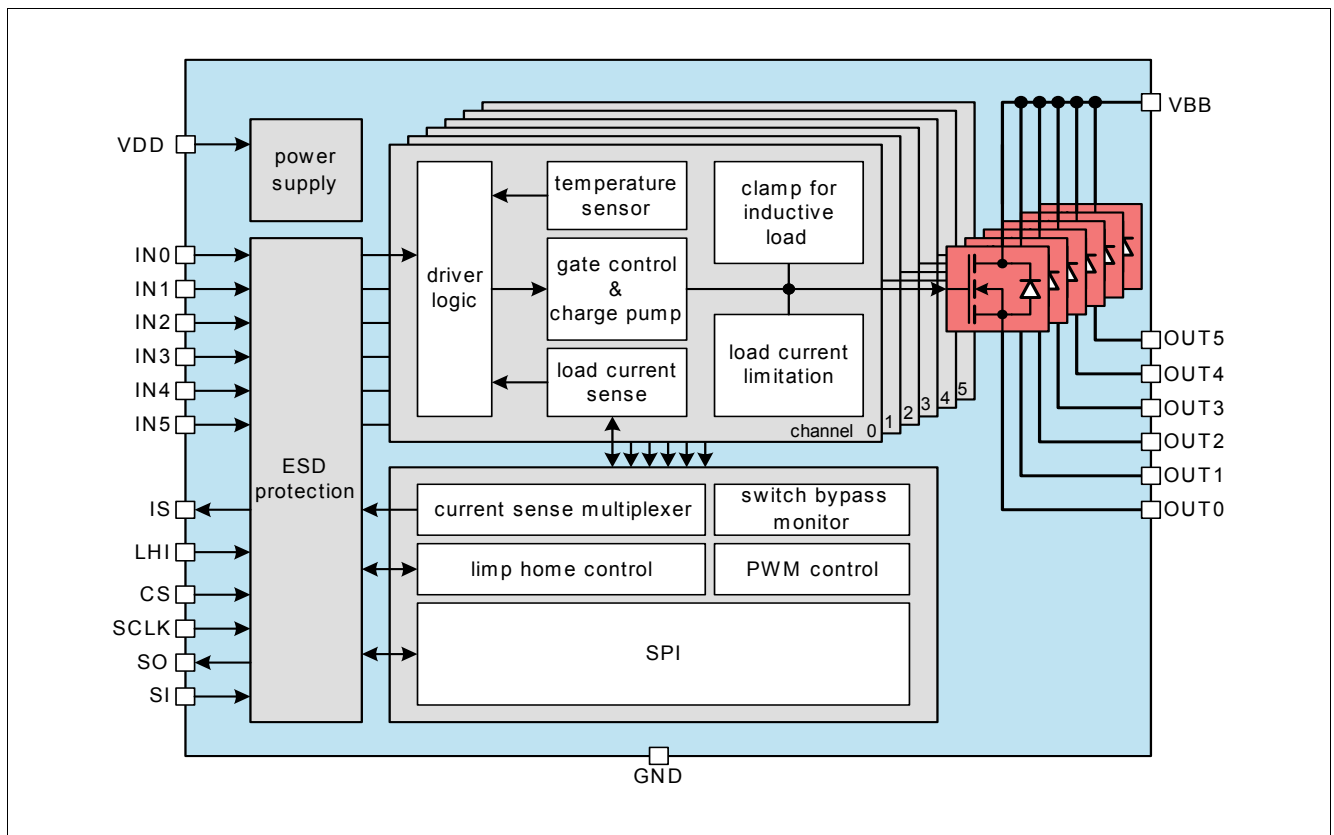 VDD
IN0
IN1
IN2
IN3
IN4
IN5
IS
LHI
CS
SCLK
SO
SI
power
supply
ESD
protection
driver
logic
temperature
sensor
gate control
&
charge pump
load current
sense
clamp for
inductive
load
load current
limitation
channel 0
1
2
3
4
5
current sense multiplexer
switch bypass
monitor
limp home control
PWM control
SPI
VBB
OUT5
OUT4
OUT3
OUT2
OUT1
OUT0
GND